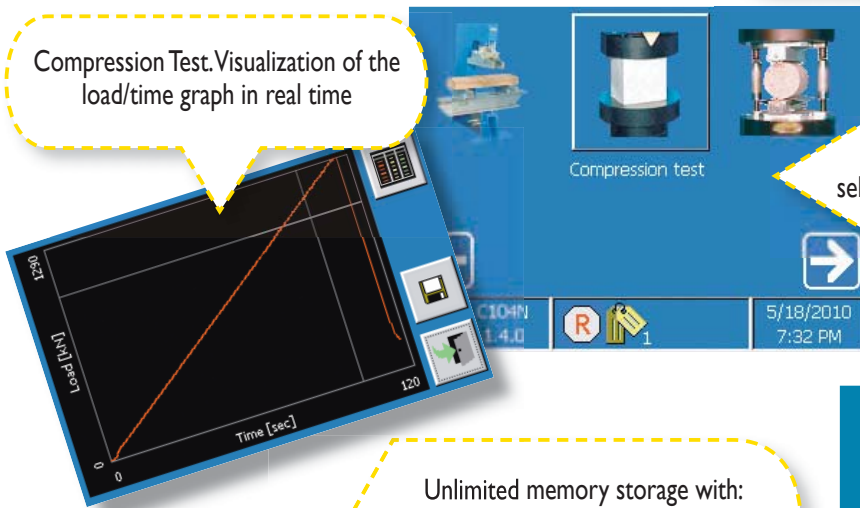 Compression Test. Visualization of the
load/time graph in real time
Compression test
1290
Load [kN]
0
0
Time [sec]
120
C104N
1.4.0
R
1
5/18/2010
7:32 PM
Unlimited memory storage with: